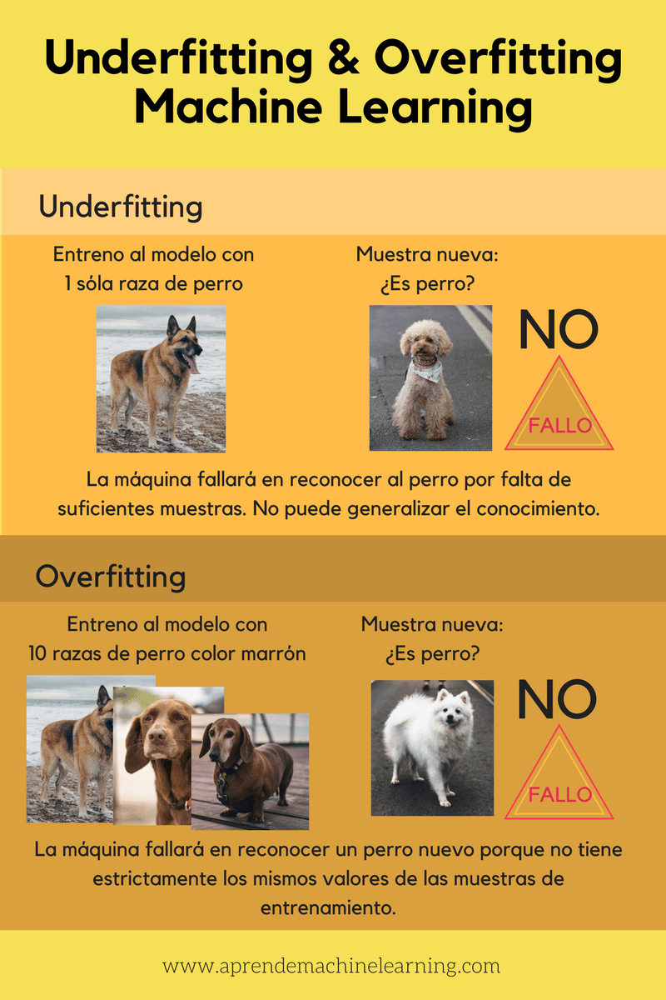 Underfitting & Overfitting
Machine Learning
Underfitting
Entreno al modelo con
1 sóla raza de perro
Muestra nueva:
¿Es perro?
NO
FALLO
La máquina fallará en reconocer al perro por falta de
suficientes muestras. No puede generalizar el conocimiento.
Overfitting
Entreno al modelo con
10 razas de perro color marrón
Muestra nueva:
¿Es perro?
NO
FALLO
La máquina fallará en reconocer un perro nuevo porque no tiene
estrictamente los mismos valores de las muestras de
entrenamiento.
www.aprendemachinelearning.com